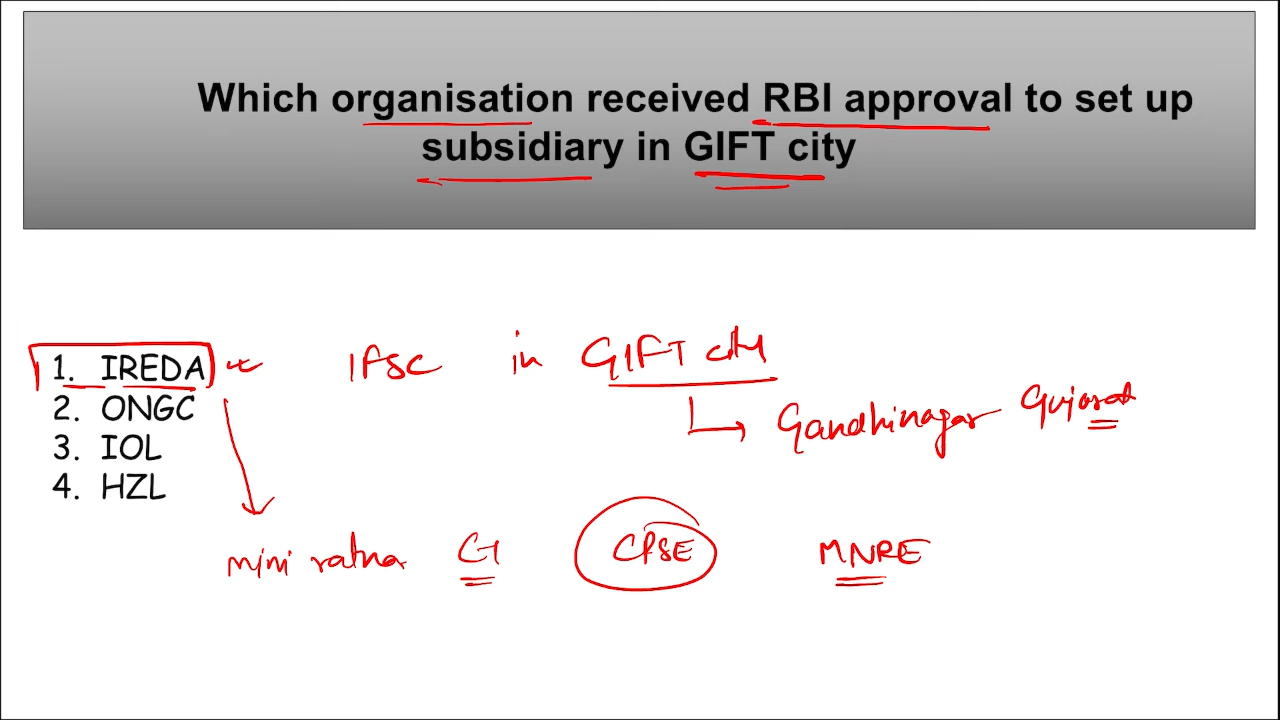 Which organisation received RBI approval to set up
subsidiary in GIFT city
1. IREDA
IFSC in GIFT city
2. ONGC
Gandhinagar Gujarat
3. IOL
4. HZL
mini ratna C1 CPSE MNRE